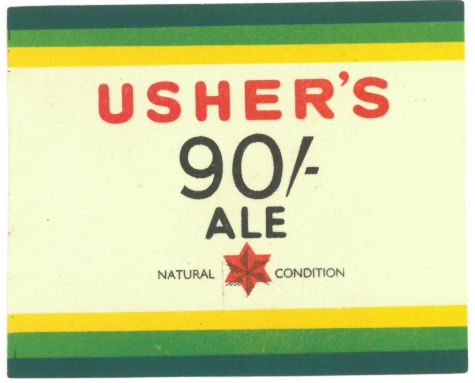 USHER'S
90/-
ALE
NATURAL CONDITION